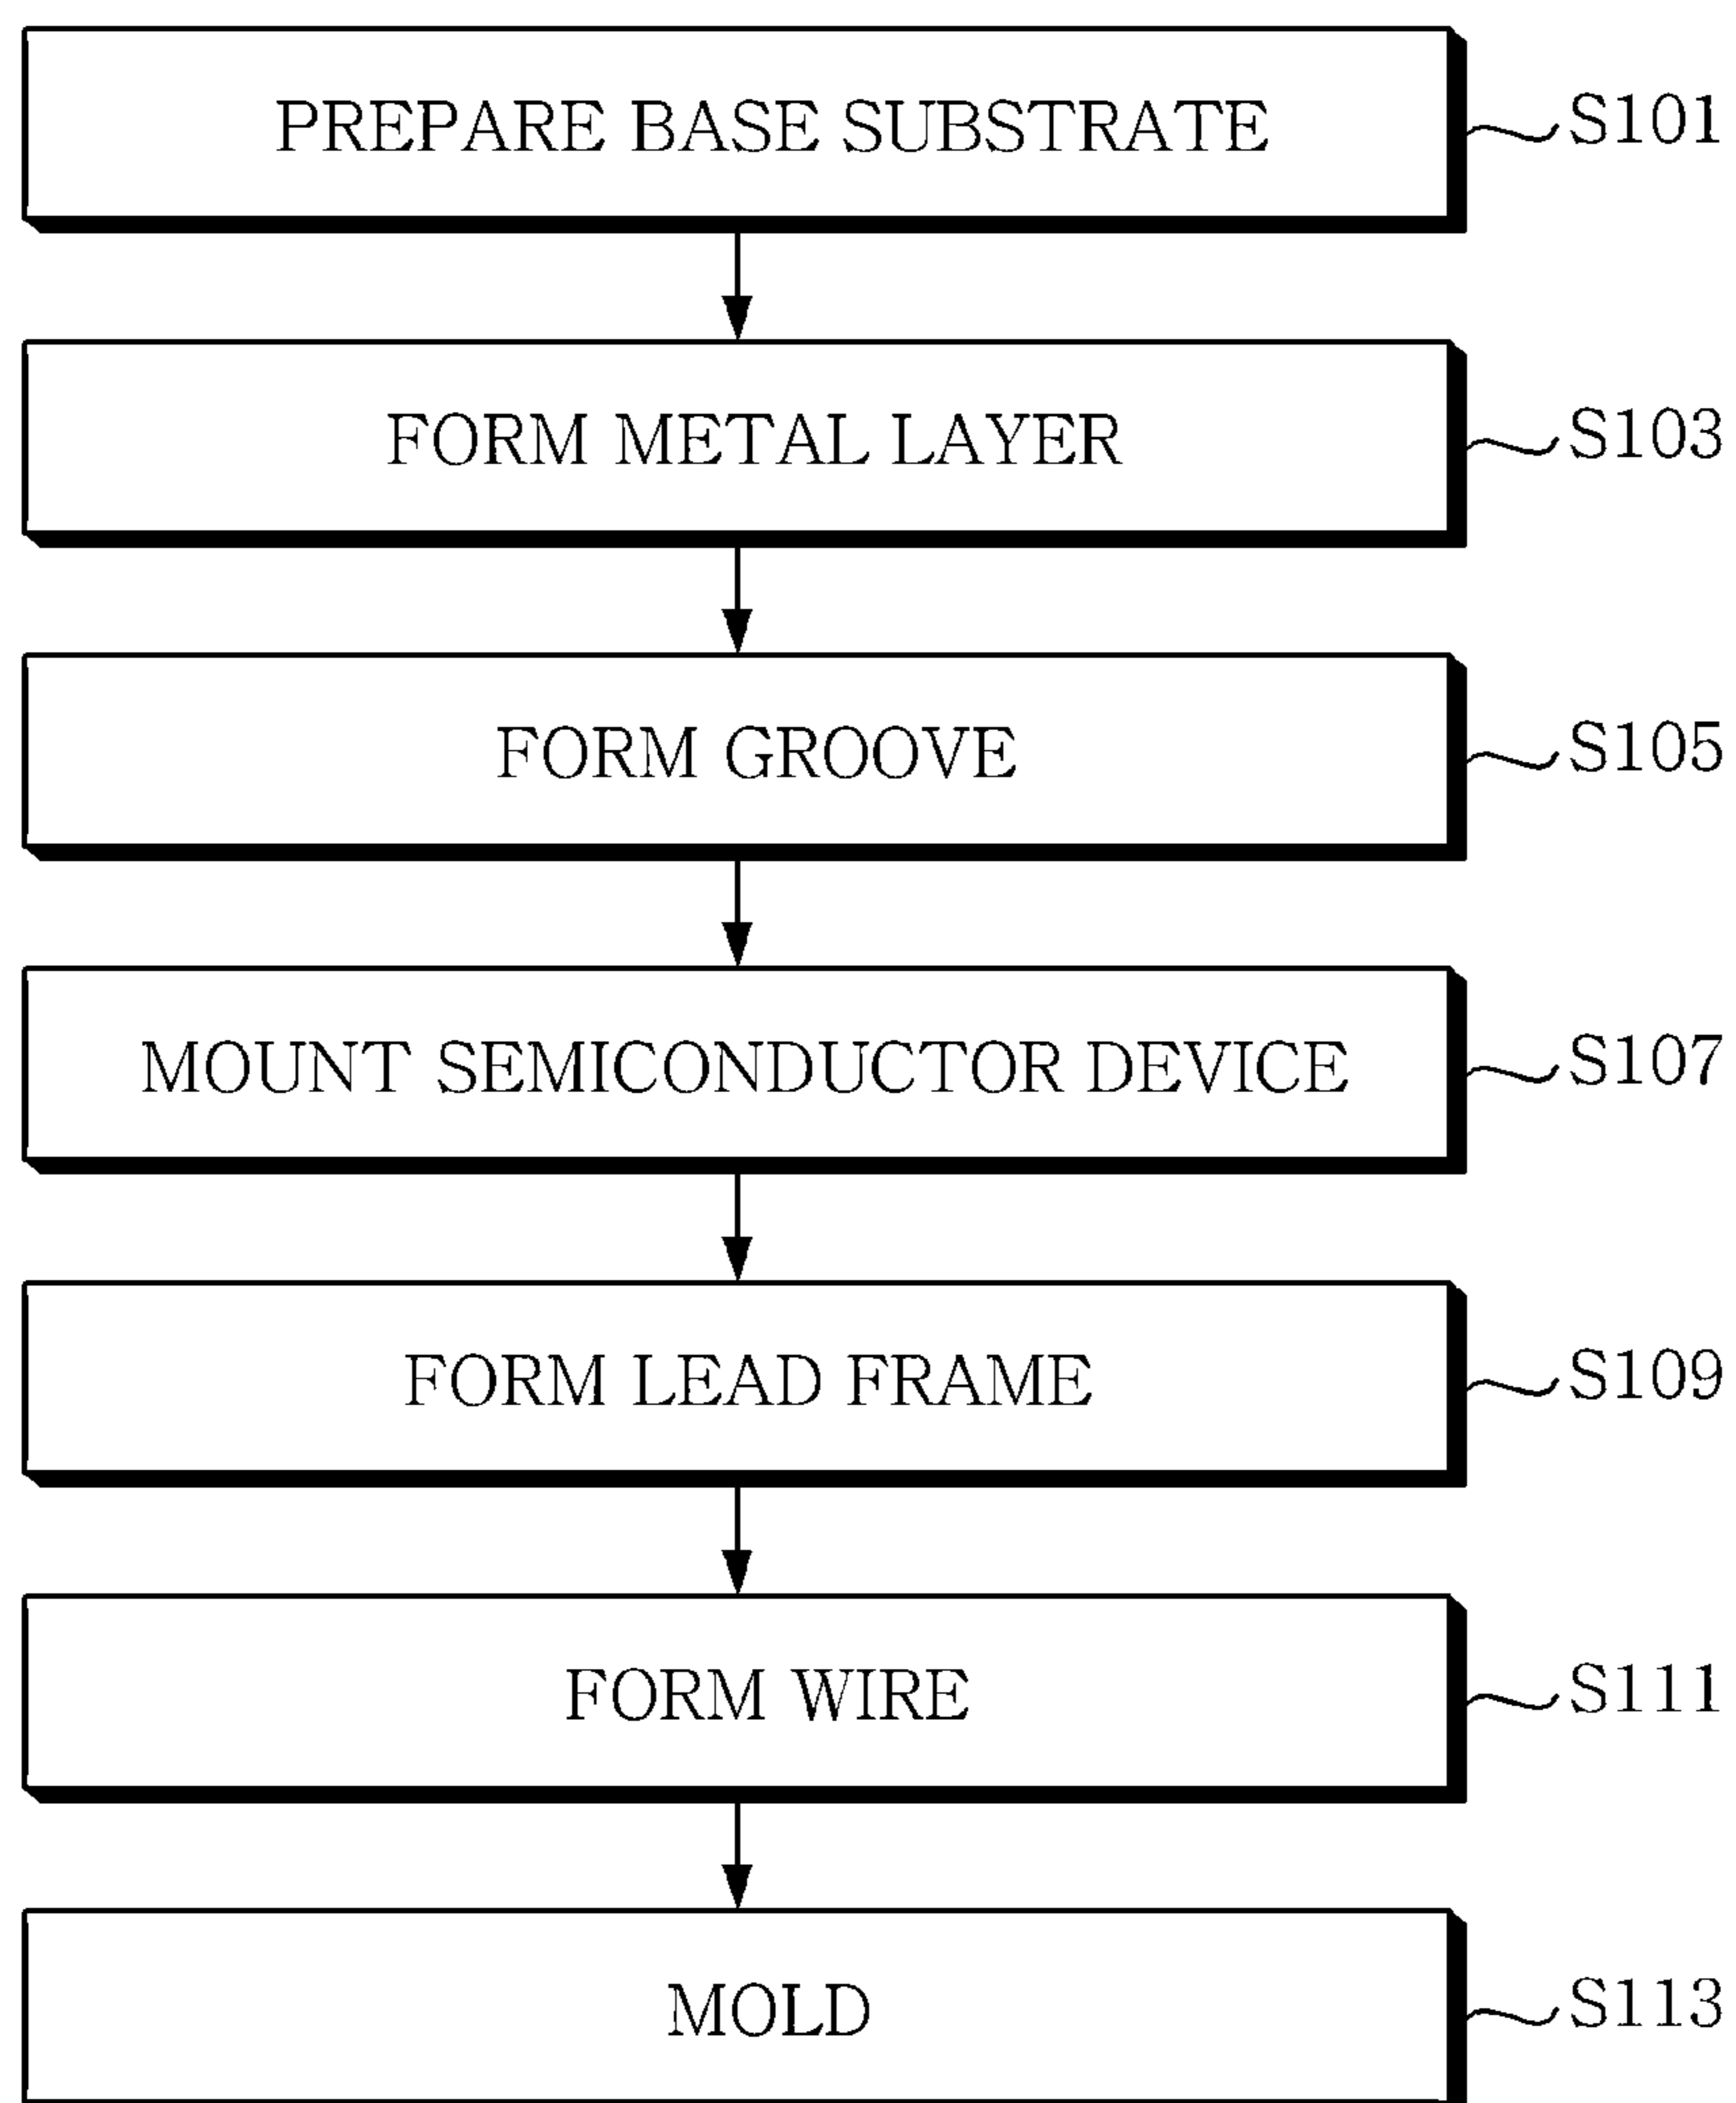 PREPARE BASE SUBSTRATE S101
FORM METAL LAYER S103
FORM GROOVE S105
MOUNT SEMICONDUCTOR DEVICE S107
FORM LEAD FRAME S109
FORM WIRE S111
MOLD S113